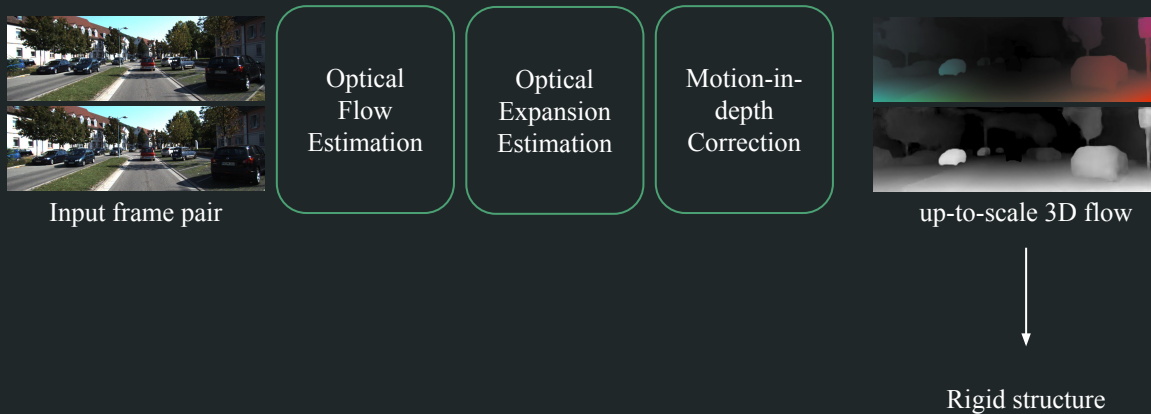 Optical
Flow
Estimation
Optical
Expansion
Estimation
Motion-in-
depth
Correction
Input frame pair
up-to-scale 3D flow
Rigid structure